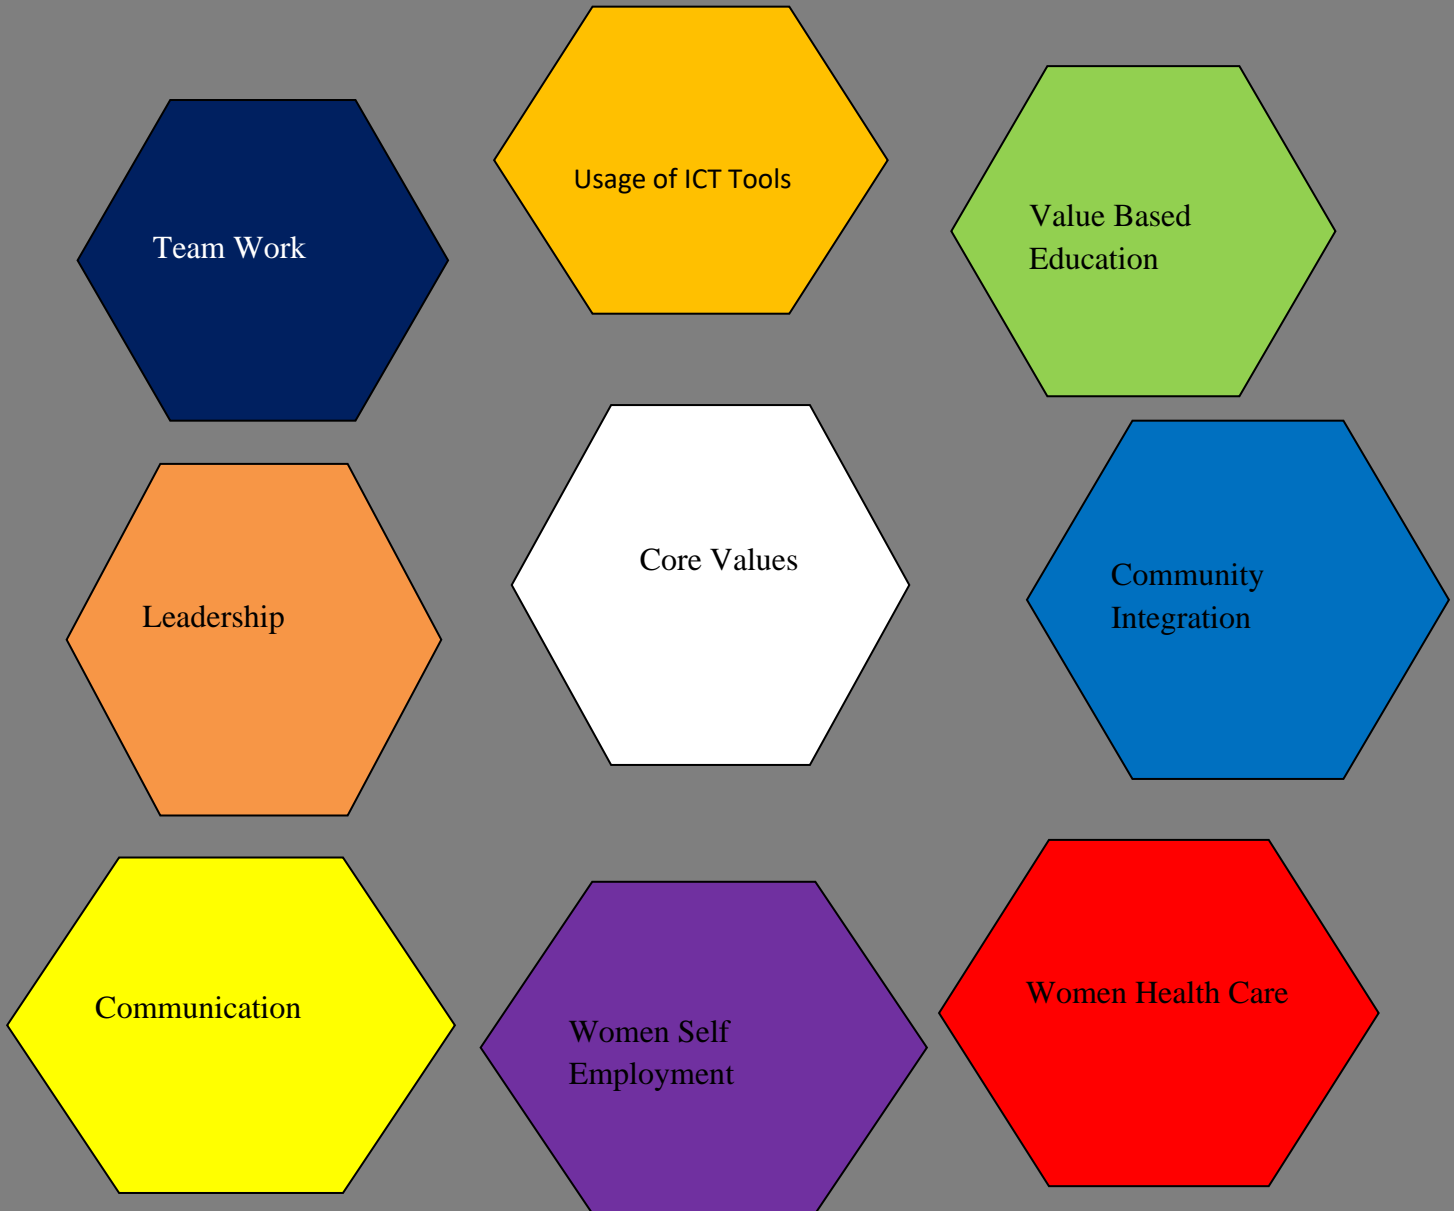 Usage of ICT Tools
Team Work
Value Based
Education
Core Values
Leadership
Community
Integration
Communication
Women Self
Employment
Women Health Care